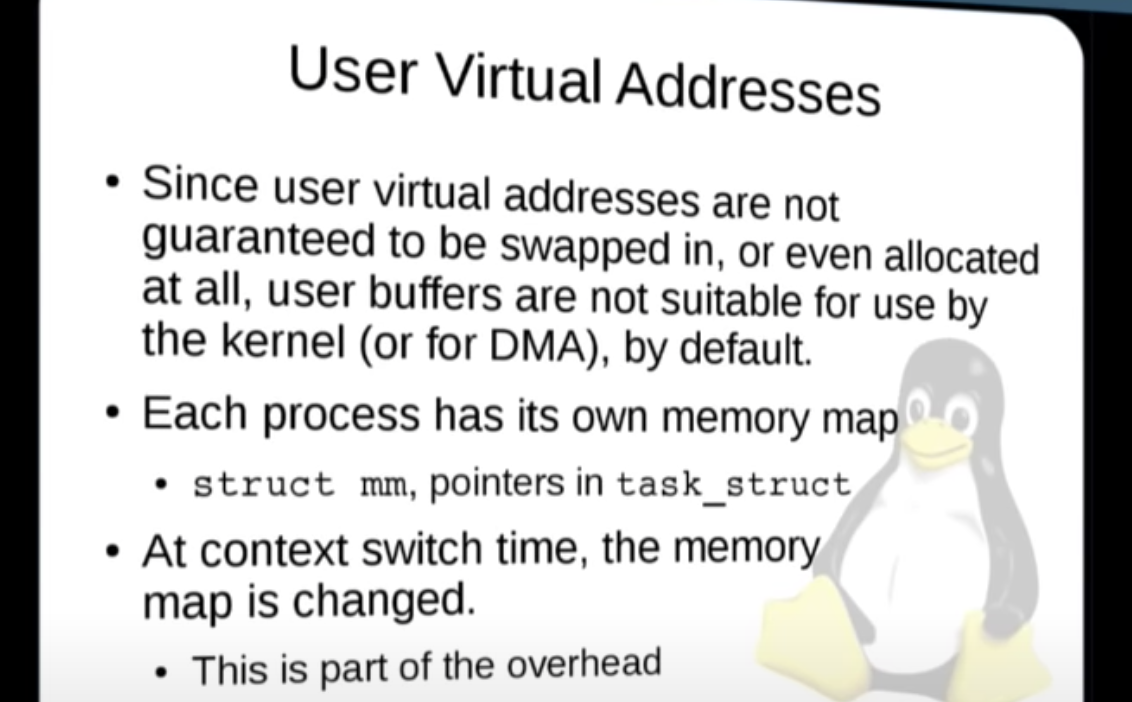 User Virtual Addresses
• Since user virtual addresses are not
guaranteed to be swapped in, or even allocated
at all, user buffers are not suitable for use by
the kernel (or for DMA), by default.
• Each process has its own memory map
• struct mm, pointers in task_struct
• At context switch time, the memory
map is changed.
• This is part of the overhead